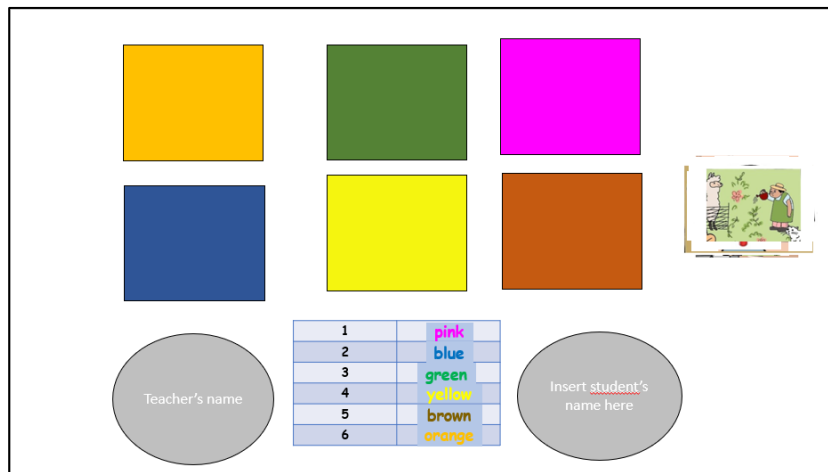 Teacher's name
1 pink
2 blue
3 green
4 yellow
5 brown
6 orange
Insert student's
name here